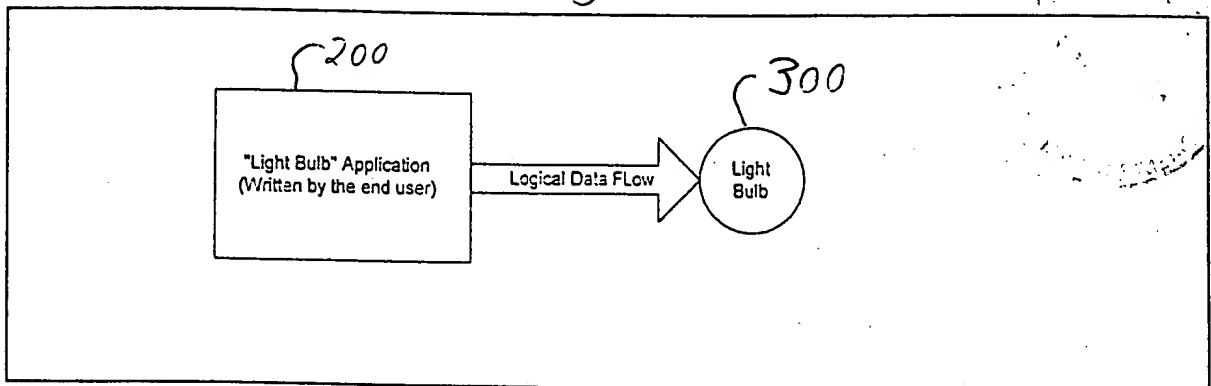 200
300
"Light Bulb" Application
(Written by the end user)
Logical Data FLow
Light
Bulb